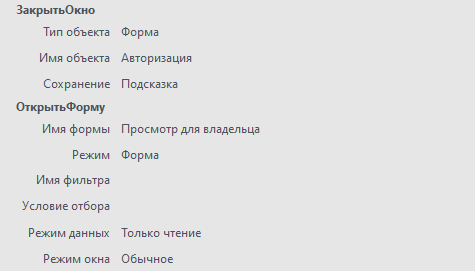 ЗакрытьОкно
Тип объекта Форма
Имя объекта Авторизация
Сохранение Подсказка
ОткрытьФорму
Имя формы Просмотр для владельца
Режим Форма
Имя фильтра
Условие отбора
Режим данных Только чтение
Режим окна Обычное